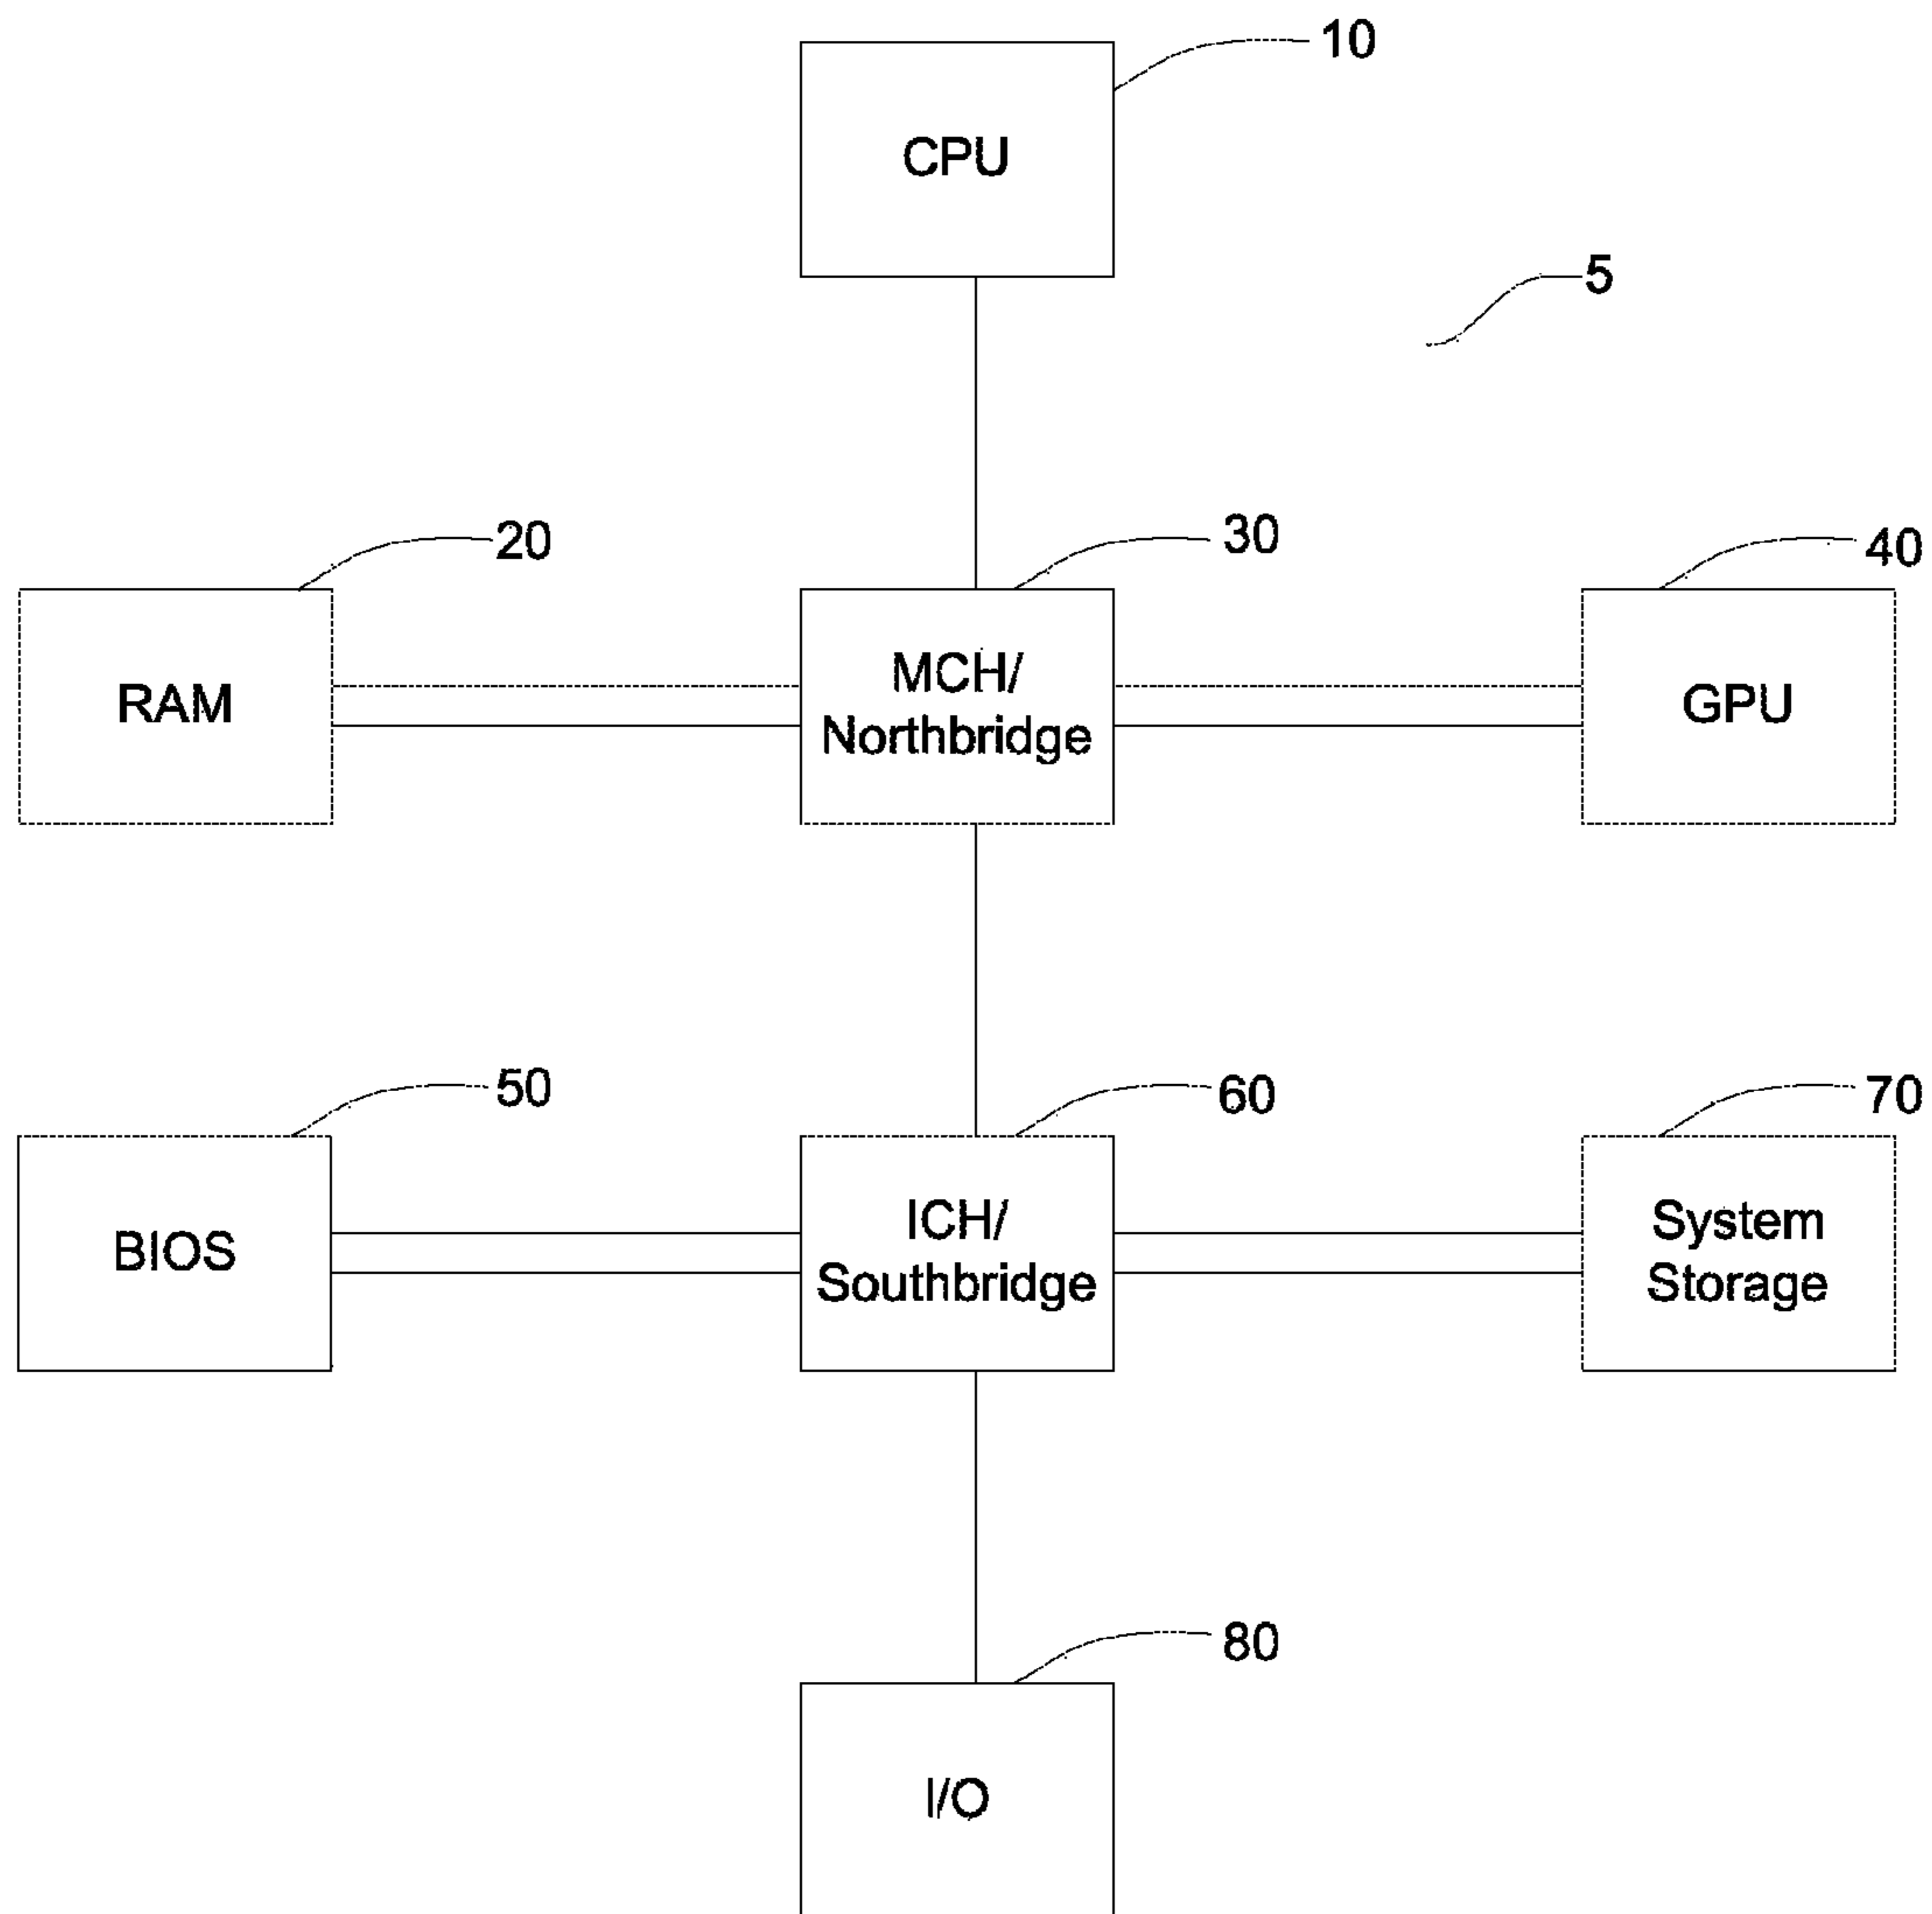 10
CPU
5
20
30
40
RAM
MCH/
Northbridge
GPU
50
60
70
BIOS
ICH/
Southbridge
System
Storage
80
I/O